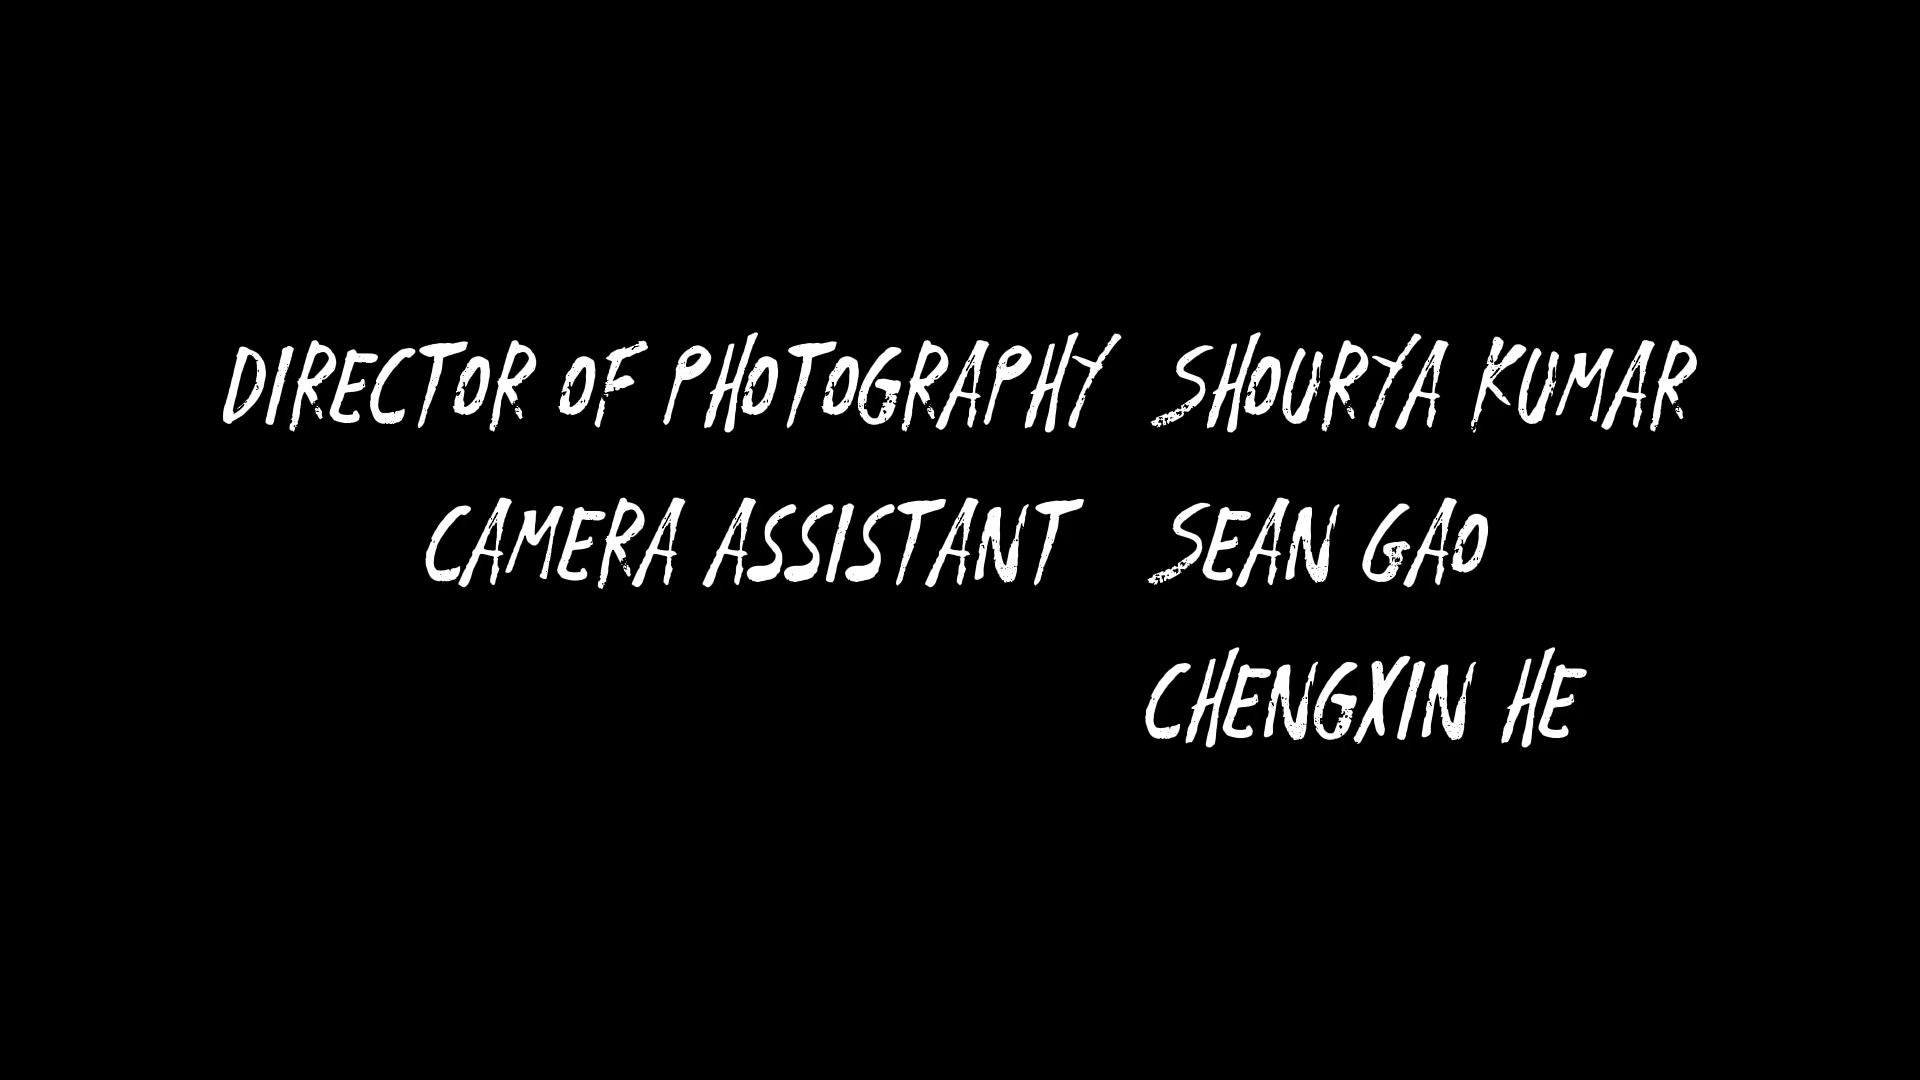 DIRECTOR OF PHOTOGRAPHY SHOURYA KUMAR
CAMERA ASSISTANT SEAN GAO
CHENGXIN HE